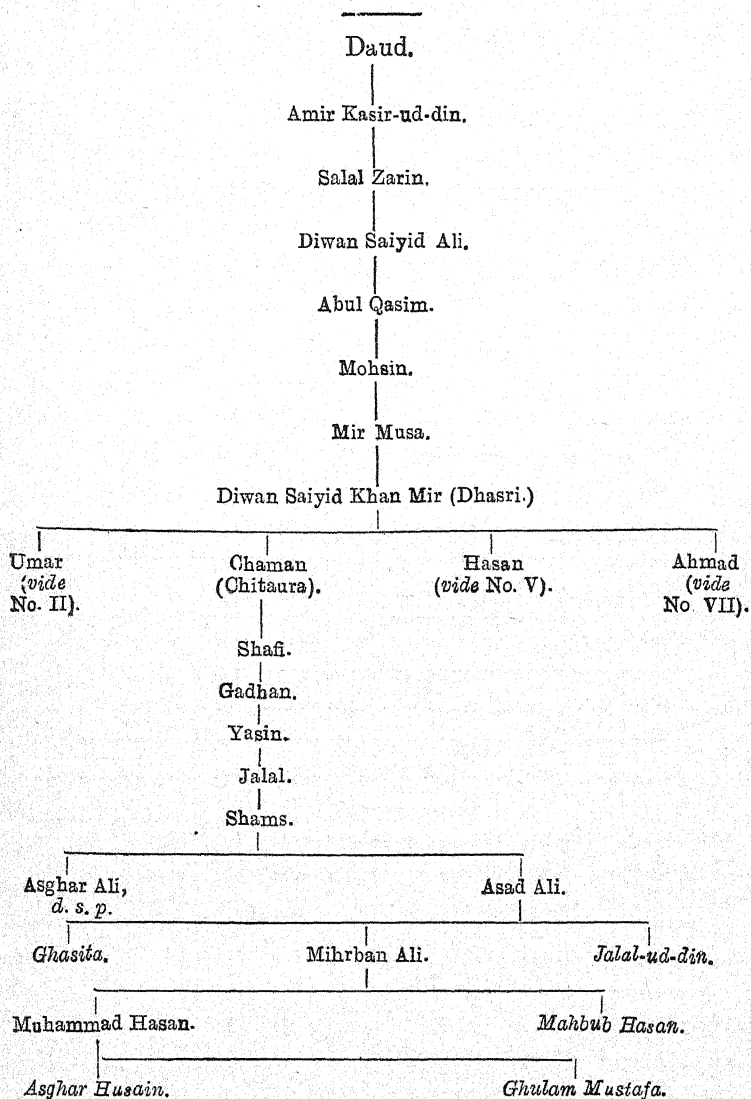 Daud.
Amir Kasir-ud-din.
Salal Zarin.
Diwan Saiyid Ali.
Abul Qasim.
Mohsin.
Mir Musa.
Diwan Saiyid Khan Mir (Dhasri.)
Umar Chaman Hasan Ahmad
(vide (Chitaura). (vide No. V). (vide
No. II). No. VII).
Shafi.
Gadhan.
Yasin.
Jalal.
Shams.
Asghar Ali, Asad Ali.
d. s. p.
Ghasita. Mihrban Ali. Jalal-ud-din.
Muhammad Hasan. Mahbub Hasan.
Asghar Husain. Ghulam Mustafa.